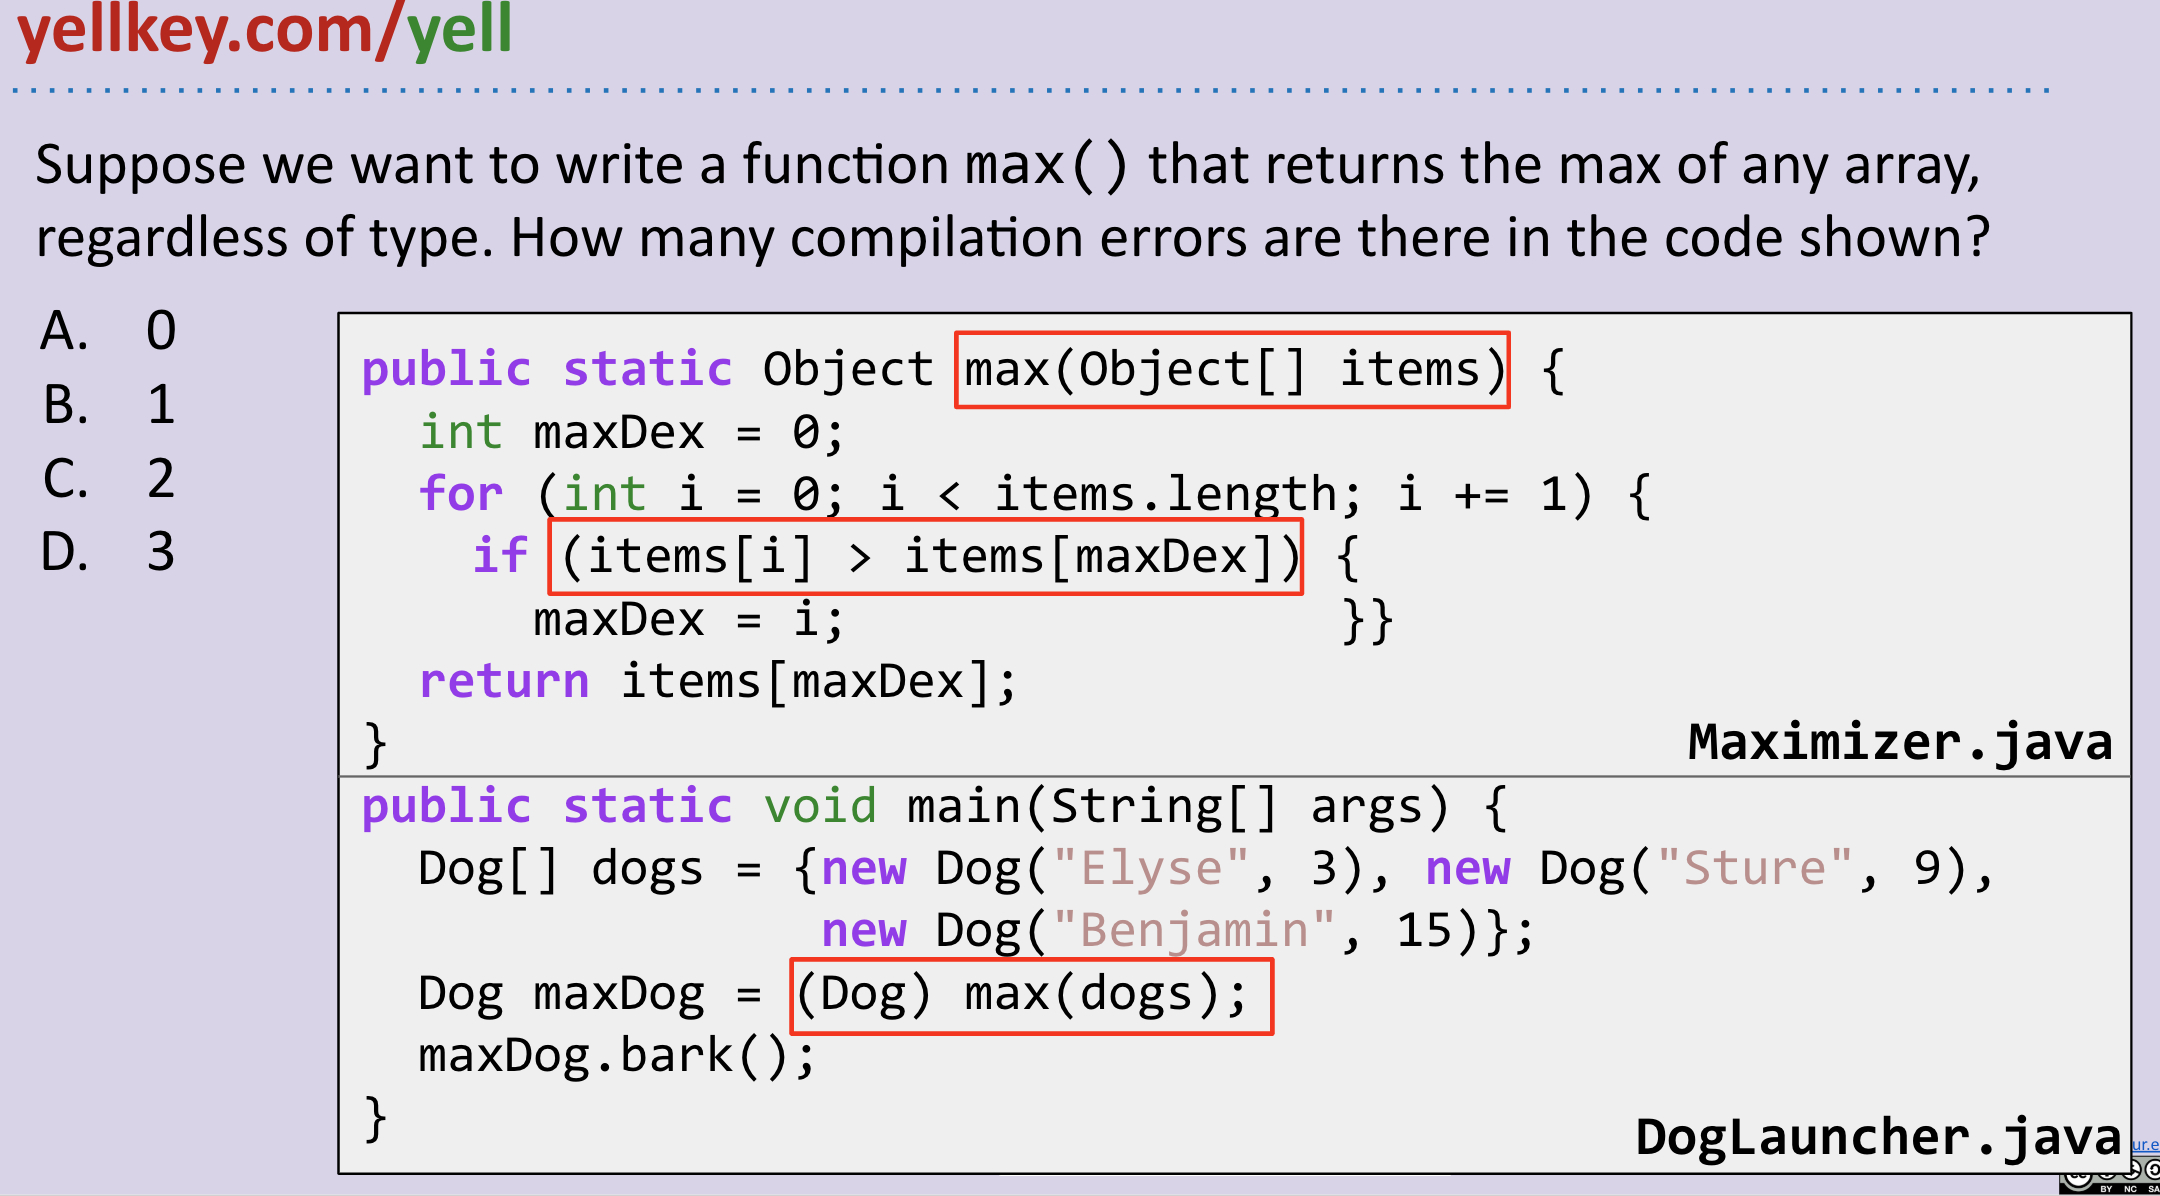 yellkey.com/yell
Suppose we want to write a function max() that returns the max of any array,
regardless of type. How many compilation errors are there in the code shown?
A. 0
B. 1
C. 2
D. 3
public static Object max(Object[] items) {
int maxDex = 0;
for (int i = 0; i < items.length; i += 1) {
if (items[i] > items[maxDex]) {
maxDex = i; }}
return items[maxDex];
}
Maximizer.java
public static void main(String[] args) {
Dog[] dogs = {new Dog("Elyse", 3), new Dog("Sture", 9),
new Dog("Benjamin", 15)};
Dog maxDog = (Dog) max(dogs);
maxDog.bark();
}
DogLauncher.java
ur.e
BY NC SA